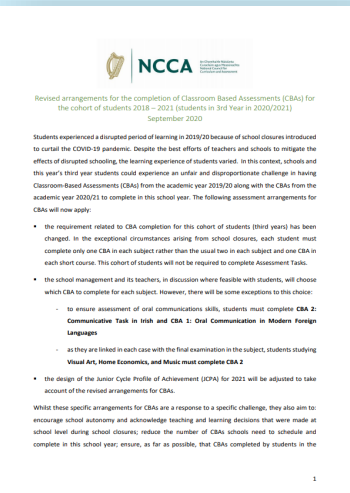 NCCA
An Chomhairle Náisiúnta
Curaclaim agus Measúnachta
National Council for
Curriculum and Assessment
Revised arrangements for the completion of Classroom Based Assessments (CBAs) for
the cohort of students 2018 – 2021 (students in 3rd Year in 2020/2021)
September 2020
Students experienced a disrupted period of learning in 2019/20 because of school closures introduced
to curtail the COVID-19 pandemic. Despite the best efforts of teachers and schools to mitigate the
effects of disrupted schooling, the learning experience of students varied. In this context, schools and
this year's third year students could experience an unfair and disproportionate challenge in having
Classroom-Based Assessments (CBAs) from the academic year 2019/20 along with the CBAs from the
academic year 2020/21 to complete in this school year. The following assessment arrangements for
CBAs will now apply:
▪ the requirement related to CBA completion for this cohort of students (third years) has been
changed. In the exceptional circumstances arising from school closures, each student must
complete only one CBA in each subject rather than the usual two in each subject and one CBA in
each short course. This cohort of students will not be required to complete Assessment Tasks.
▪ the school management and its teachers, in discussion where feasible with students, will choose
which CBA to complete for each subject. However, there will be some exceptions to this choice:
- to ensure assessment of oral communications skills, students must complete CBA 2:
Communicative Task in Irish and CBA 1: Oral Communication in Modern Foreign
Languages
- as they are linked in each case with the final examination in the subject, students studying
Visual Art, Home Economics, and Music must complete CBA 2
▪ the design of the Junior Cycle Profile of Achievement (JCPA) for 2021 will be adjusted to take
account of the revised arrangements for CBAs.
Whilst these specific arrangements for CBAs are a response to a specific challenge, they also aim to:
encourage school autonomy and acknowledge teaching and learning decisions that were made at
school level during school closures; reduce the number of CBAs schools need to schedule and
complete in this school year; ensure, as far as possible, that CBAs completed by students in the
1